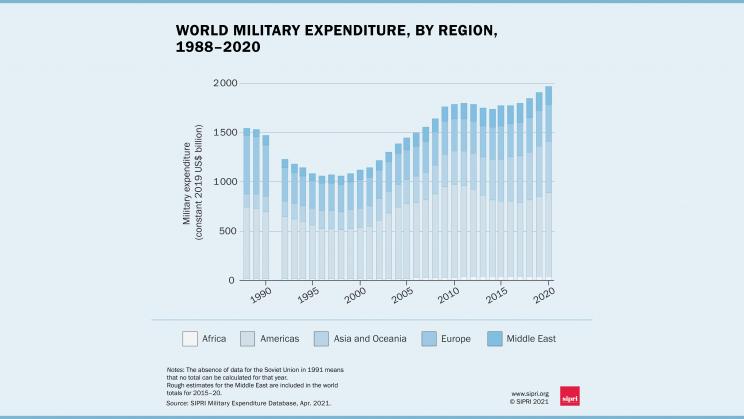 WORLD MILITARY EXPENDITURE, BY REGION,
1988–2020
Military expenditure
(constant 2019 US$ billion)
2000
1500
1000
500
0
1990
1995
2000
2005
2010
2015
2020
Africa
Americas
Asia and Oceania
Europe
Middle East
Notes: The absence of data for the Soviet Union in 1991 means
that no total can be calculated for that year.
Rough estimates for the Middle East are included in the world
totals for 2015–20.
Source: SIPRI Military Expenditure Database, Apr. 2021.
www.sipri.org
© SIPRI 2021
sipri